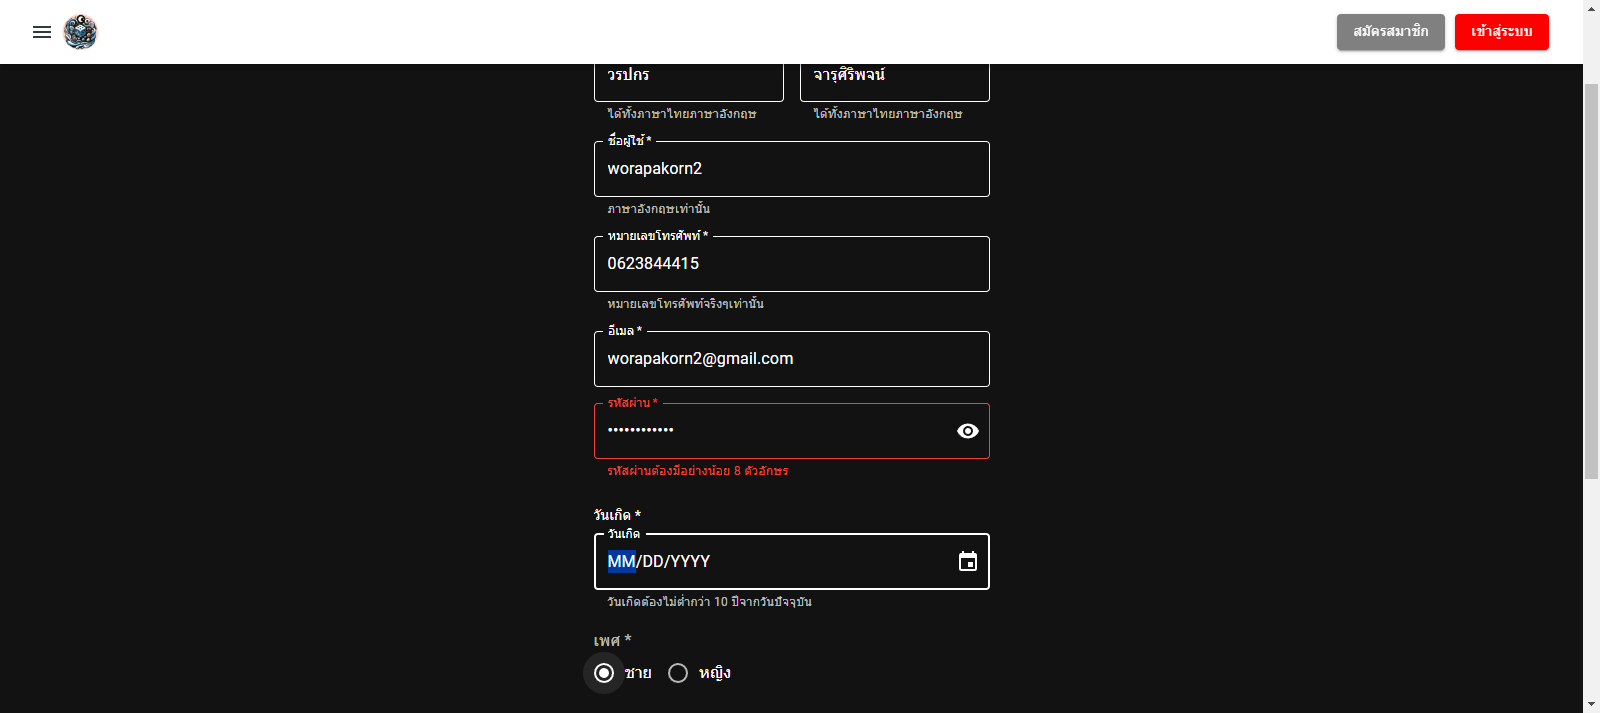 สมัครสมาชิก
เข้าสู่ระบบ
วรปกร
จารุศิริพจน์
ได้ทั้งภาษาไทยภาษาอังกฤษ
ได้ทั้งภาษาไทยภาษาอังกฤษ
ชื่อผู้ใช้ *
worapakorn2
ภาษาอังกฤษเท่านั้น
หมายเลขโทรศัพท์ *
0623844415
หมายเลขโทรศัพท์จริงๆเท่านั้น
อีเมล *
worapakorn2@gmail.com
รหัสผ่าน *
••••••••••••
รหัสผ่านต้องมีอย่างน้อย 8 ตัวอักษร
วันเกิด *
วันเกิด
MM/DD/YYYY
วันเกิดต้องไม่ต่ำกว่า 10 ปีจากวันปัจจุบัน
เพศ *
ชาย
หญิง